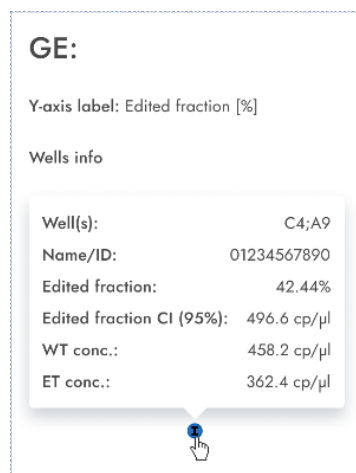 GE:
Y-axis label: Edited fraction [%]
Wells info
Well(s): C4;A9
Name/ID: 01234567890
Edited fraction: 42.44%
Edited fraction CI (95%): 496.6 cp/µl
WT conc.: 458.2 cp/µl
ET conc.: 362.4 cp/µl